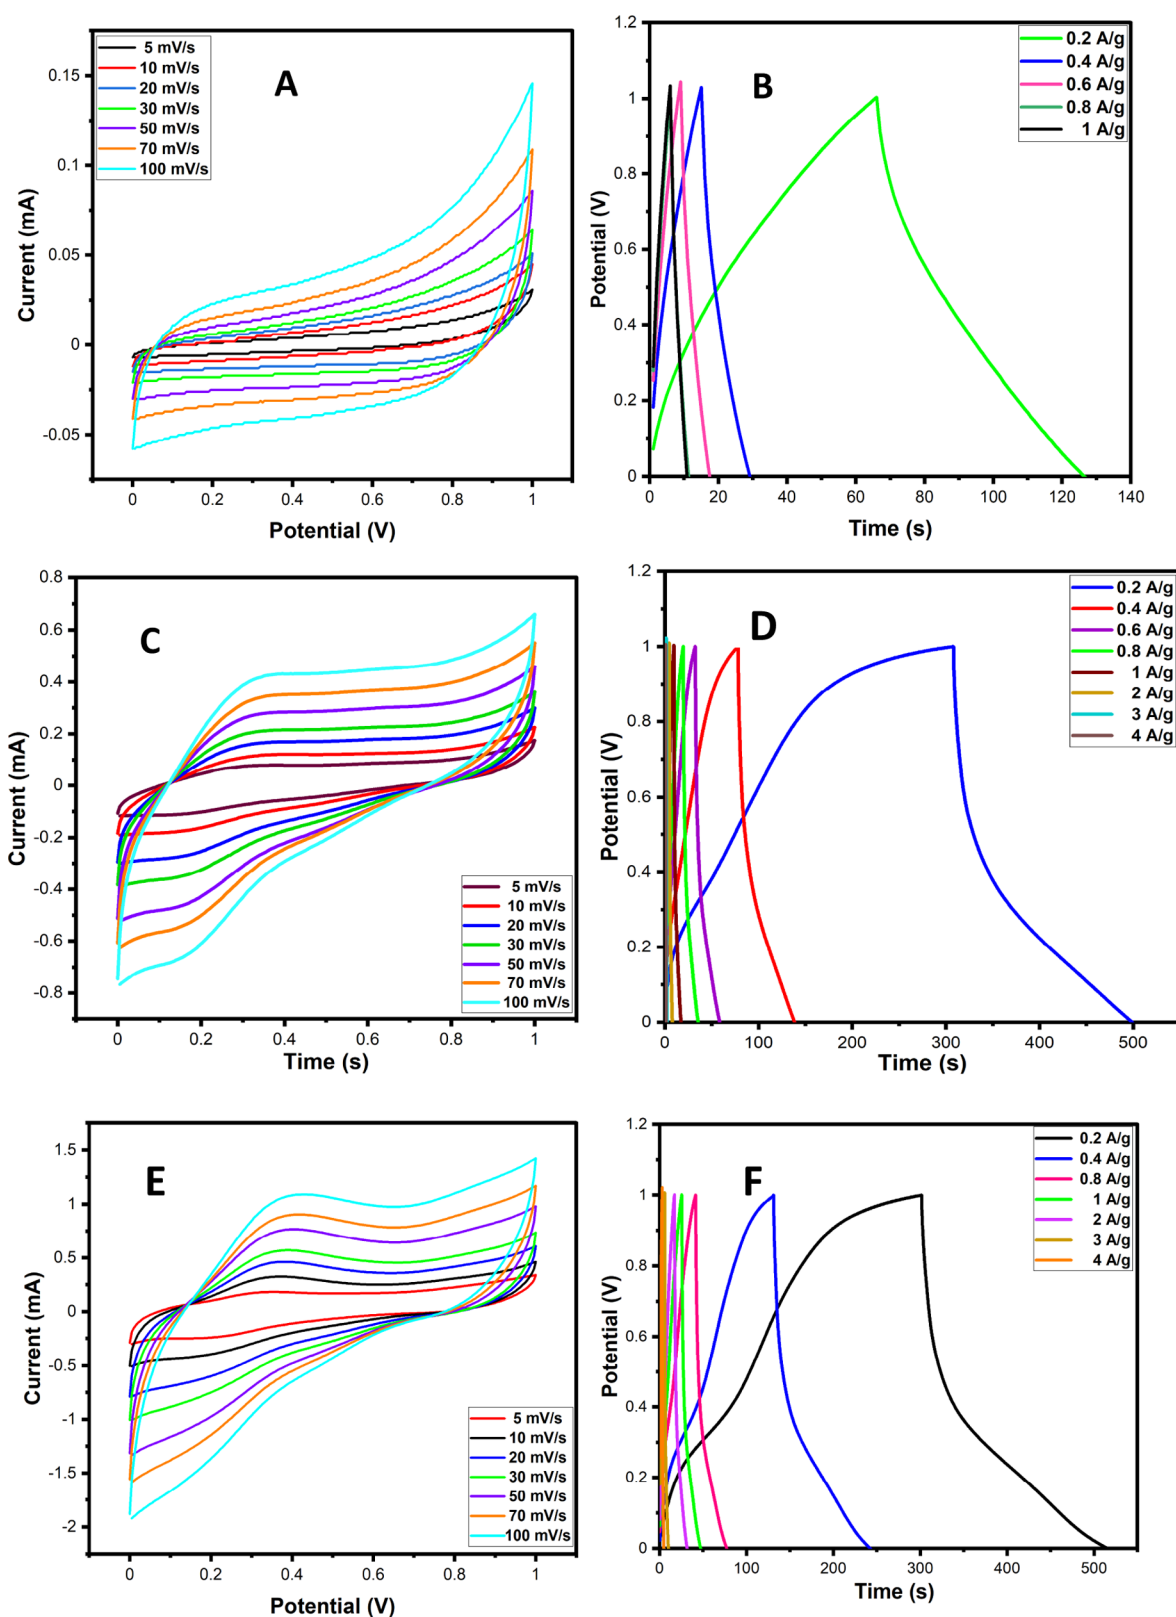 A
5 mV/s
10 mV/s
20 mV/s
30 mV/s
50 mV/s
70 mV/s
100 mV/s
0.15
0.1
0.05
0
-0.05
Current (mA)
0 0.2 0.4 0.6 0.8 1
Potential (V)
B
0.2 A/g
0.4 A/g
0.6 A/g
0.8 A/g
1 A/g
1.2
1
0.8
0.6
0.4
0.2
0
Potential (V)
0 20 40 60 80 100 120 140
Time (s)
C
0.8
0.6
0.4
0.2
0
-0.2
-0.4
-0.6
-0.8
Current (mA)
5 mV/s
10 mV/s
20 mV/s
30 mV/s
50 mV/s
70 mV/s
100 mV/s
0 0.2 0.4 0.6 0.8 1
Time (s)
D
0.2 A/g
0.4 A/g
0.6 A/g
0.8 A/g
1 A/g
2 A/g
3 A/g
4 A/g
1.2
1
0.8
0.6
0.4
0.2
0
Potential (V)
0 100 200 300 400 500
Time (s)
E
1.5
1
0.5
0
-0.5
-1
-1.5
-2
Current (mA)
5 mV/s
10 mV/s
20 mV/s
30 mV/s
50 mV/s
70 mV/s
100 mV/s
0 0.2 0.4 0.6 0.8 1
Potential (V)
F
0.2 A/g
0.4 A/g
0.8 A/g
1 A/g
2 A/g
3 A/g
4 A/g
1.2
1
0.8
0.6
0.4
0.2
0
Potential (V)
0 100 200 300 400 500
Time (s)